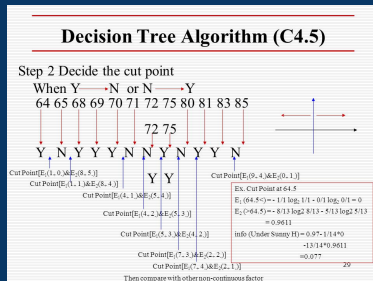 Decision Tree Algorithm (C4.5)
Step 2 Decide the cut point
When Y→N or N→Y
64 65 68 69 70 71 72 75 80 81 83 85
72 75
Y N Y Y Y N N Y N Y Y N
Y Y
Cut Point[E₁(1, 0)&E₂(8, 5)]
Cut Point[E₁(1, 1)&E₂(8, 4)]
Cut Point[E₁(4, 1)&E₂(5, 4)]
Cut Point[E₁(4, 2)&E₂(5, 3)]
Cut Point[E₁(5, 3)&E₂(4, 2)]
Cut Point[E₁(7, 3)&E₂(2, 2)]
Cut Point[E₁(7, 4)&E₂(2, 1)]
Cut Point[E₁(9, 4)&E₂(0, 1)]
Ex. Cut Point at 64.5
E₁ (64.5<) = - 1/1 log₂ 1/1 - 0/1 log₂ 0/1 = 0
E₂ (>64.5) = - 8/13 log2 8/13 - 5/13 log2 5/13
= 0.9611
info (Under Sunny H) = 0.97- 1/14*0
-13/14*0.9611
=0.077
Then compare with other non-continuous factor
29